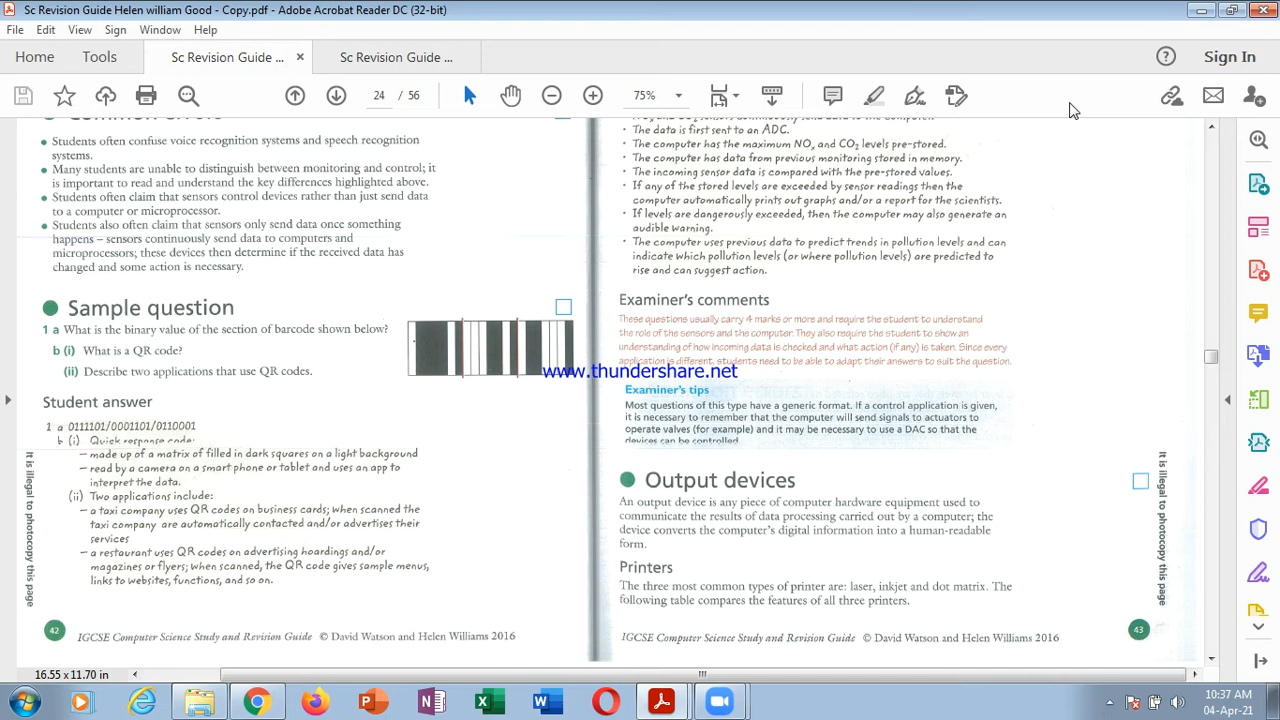 Sc Revision Guide Helen william Good - Copy.pdf - Adobe Acrobat Reader DC (32-bit)
File Edit View Sign Window Help
Home Tools Sc Revision Guide ... × Sc Revision Guide ... Sign In
24 / 56 75%
Students often confuse voice recognition systems and speech recognition
systems.
Many students are unable to distinguish between monitoring and control; it
is important to read and understand the key differences highlighted above.
Students often claim that sensors control devices rather than just send data
to a computer or microprocessor.
Students also often claim that sensors only send data once something
happens – sensors continuously send data to computers and
microprocessors; these devices then determine if the received data has
changed and some action is necessary.
Sample question
1 a What is the binary value of the section of barcode shown below?
b (i) What is a QR code?
(ii) Describe two applications that use QR codes.
Student answer
1 a 0111101/0001101/0110001
b (i) Quick response code:
– made up of a matrix of filled in dark squares on a light background
– read by a camera on a smart phone or tablet and uses an app to
interpret the data.
(ii) Two applications include:
– a taxi company uses QR codes on business cards; when scanned the
taxi company are automatically contacted and/or advertises their
services
– a restaurant uses QR codes on advertising hoardings and/or
magazines or flyers; when scanned, the QR code gives sample menus,
links to websites, functions, and so on.
It is illegal to photocopy this page
42 IGCSE Computer Science Study and Revision Guide © David Watson and Helen Williams 2016
• The data is first sent to an ADC.
• The computer has the maximum NOx and CO2 levels pre-stored.
• The computer has data from previous monitoring stored in memory.
• The incoming sensor data is compared with the pre-stored values.
• If any of the stored levels are exceeded by sensor readings then the
computer automatically prints out graphs and/or a report for the scientists.
• If levels are dangerously exceeded, then the computer may also generate an
audible warning.
• The computer uses previous data to predict trends in pollution levels and can
indicate which pollution levels (or where pollution levels) are predicted to
rise and can suggest action.
Examiner's comments
These questions usually carry 4 marks or more and require the student to understand
the role of the sensors and the computer. They also require the student to show an
understanding of how incoming data is checked and what action (if any) is taken. Since every
application is different, students need to be able to adapt their answers to suit the question.
www.thundershare.net
Examiner's tips
Most questions of this type have a generic format. If a control application is given,
it is necessary to remember that the computer will send signals to actuators to
operate valves (for example) and it may be necessary to use a DAC so that the
devices can be controlled.
Output devices
An output device is any piece of computer hardware equipment used to
communicate the results of data processing carried out by a computer; the
device converts the computer's digital information into a human-readable
form.
Printers
The three most common types of printer are: laser, inkjet and dot matrix. The
following table compares the features of all three printers.
It is illegal to photocopy this page
IGCSE Computer Science Study and Revision Guide © David Watson and Helen Williams 2016 43
16.55 x 11.70 in
10:37 AM
04-Apr-21